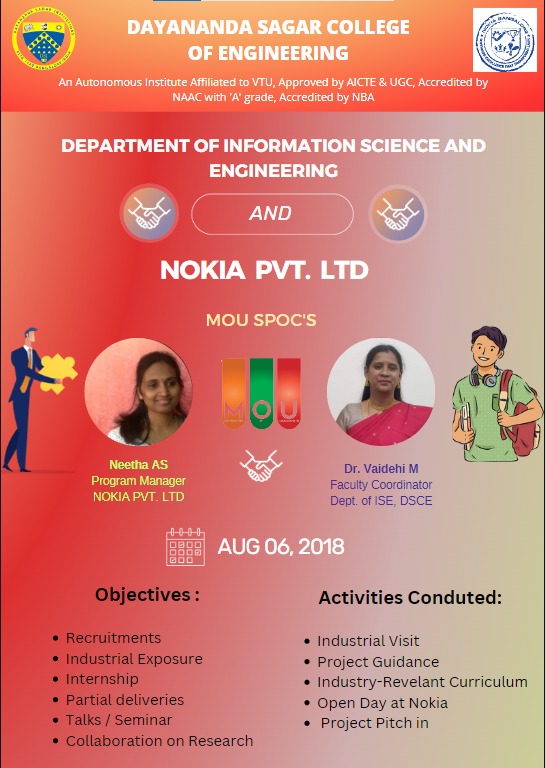 DAYANANDA SAGAR COLLEGE
OF ENGINEERING
An Autonomous Institute Affiliated to VTU, Approved by AICTE & UGC, Accredited by
NAAC with 'A' grade, Accredited by NBA
DEPARTMENT OF INFORMATION SCIENCE AND
ENGINEERING
AND
NOKIA PVT. LTD
MOU SPOC'S
MOU
Neetha AS
Program Manager
NOKIA PVT. LTD
Dr. Vaidehi M
Faculty Coordinator
Dept. of ISE, DSCE
AUG 06, 2018
Objectives :
• Recruitments
• Industrial Exposure
• Internship
• Partial deliveries
• Talks / Seminar
• Collaboration on Research
Activities Conduted:
• Industrial Visit
• Project Guidance
• Industry-Revelant Curriculum
• Open Day at Nokia
• Project Pitch in